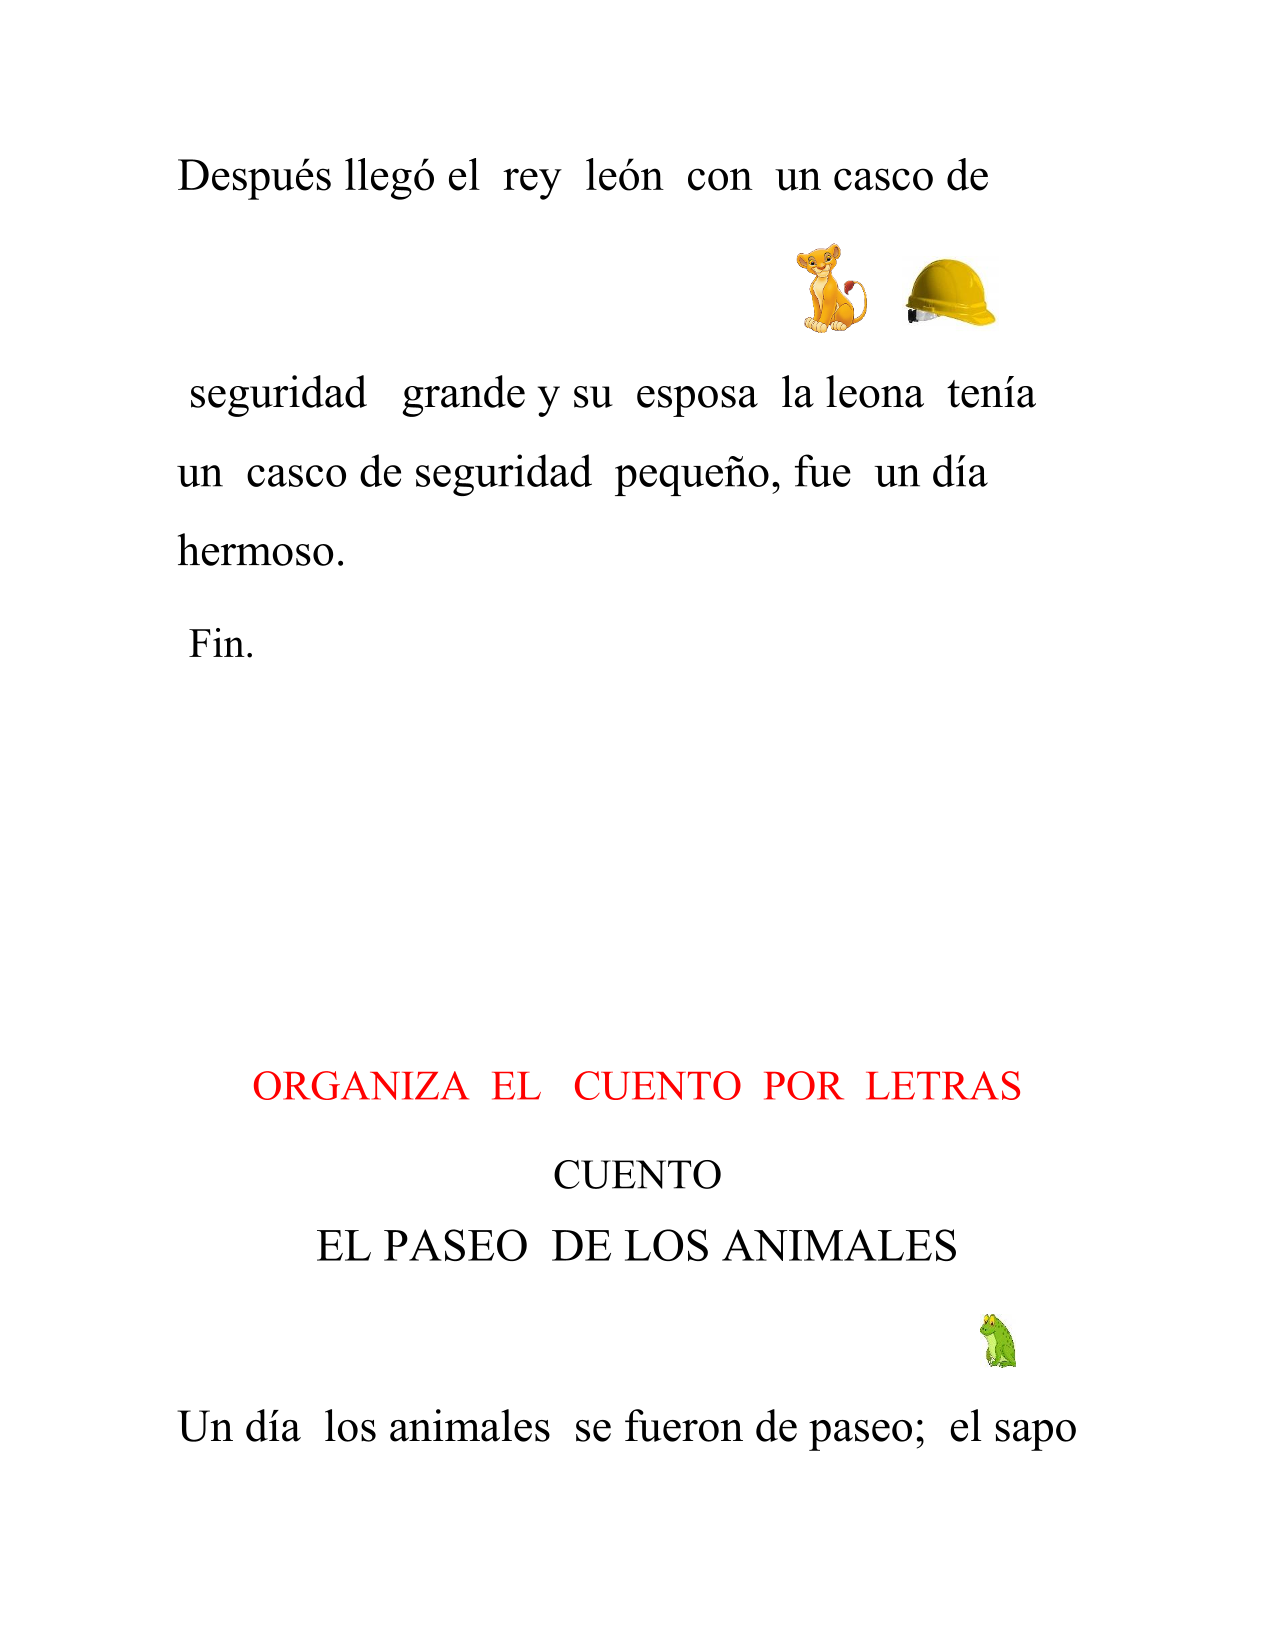 Después llegó el rey león con un casco de
seguridad grande y su esposa la leona tenía
un casco de seguridad pequeño, fue un día
hermoso.
Fin.
ORGANIZA EL CUENTO POR LETRAS
CUENTO
EL PASEO DE LOS ANIMALES
Un día los animales se fueron de paseo; el sapo